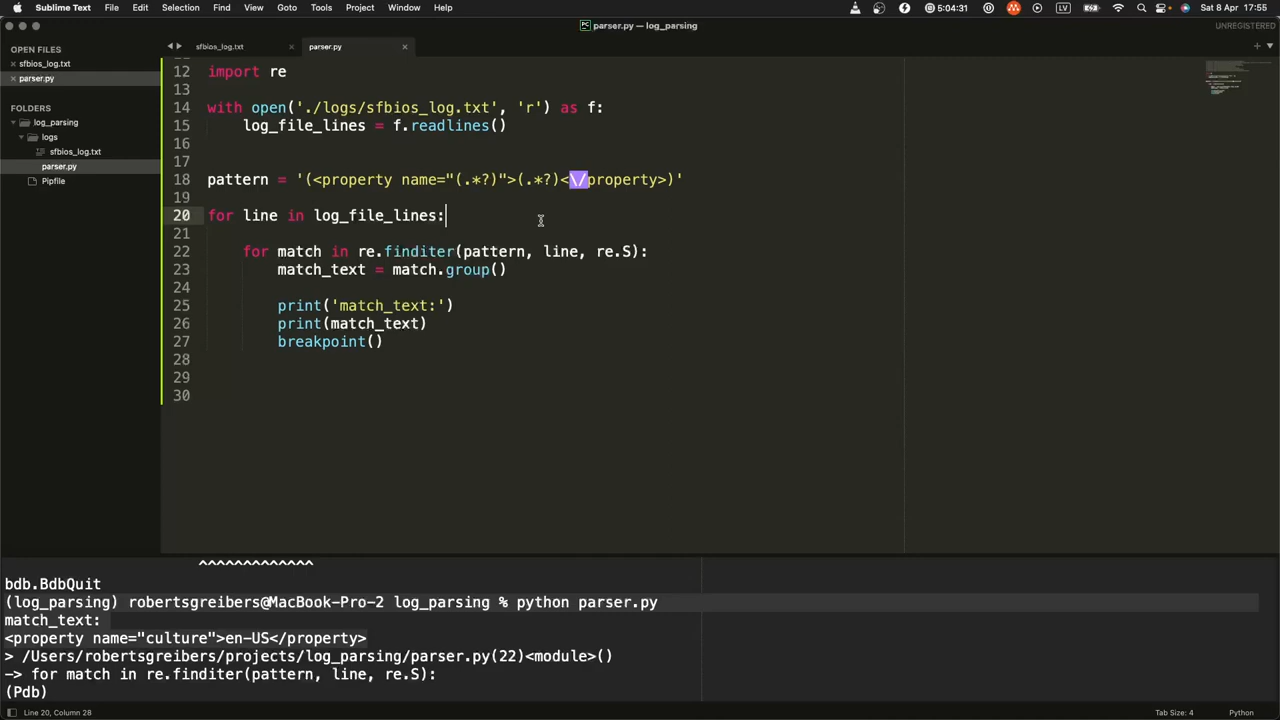 Sublime Text File Edit Selection Find View Goto Tools Project Window Help 5:04:31 LV Sat 8 Apr 17:55
parser.py — log_parsing UNREGISTERED
OPEN FILES
sfbios_log.txt
parser.py
FOLDERS
log_parsing
logs
sfbios_log.txt
parser.py
Pipfile
sfbios_log.txt parser.py
12 import re
13
14 with open('./logs/sfbios_log.txt', 'r') as f:
15 log_file_lines = f.readlines()
16
17
18 pattern = '(<property name="(.*?)">(.*?)<\/property>)'
19
20 for line in log_file_lines:
21
22 for match in re.finditer(pattern, line, re.S):
23 match_text = match.group()
24
25 print('match_text:')
26 print(match_text)
27 breakpoint()
28
29
30
^^^^^^^^^^^^^
bdb.BdbQuit
(log_parsing) robertsgreibers@MacBook-Pro-2 log_parsing % python parser.py
match_text:
<property name="culture">en-US</property>
> /Users/robertsgreibers/projects/log_parsing/parser.py(22)<module>()
-> for match in re.finditer(pattern, line, re.S):
(Pdb)
Line 20, Column 28 Tab Size: 4 Python